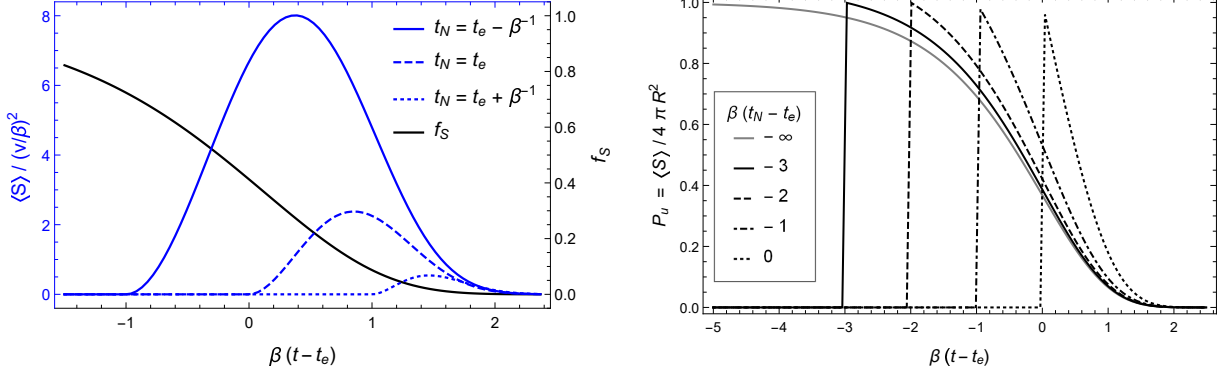 8
6
4
2
0
⟨S⟩ / (v/β)²
1.0
0.8
0.6
0.4
0.2
0.0
f_S
t_N = t_e − β⁻¹
t_N = t_e
t_N = t_e + β⁻¹
f_S
−1 0 1 2
β (t − t_e)
1.0
0.8
0.6
0.4
0.2
0.0
P_u = ⟨S⟩ / 4 π R²
β (t_N − t_e)
− ∞
− 3
− 2
− 1
0
-5 -4 -3 -2 -1 0 1 2
β (t − t_e)